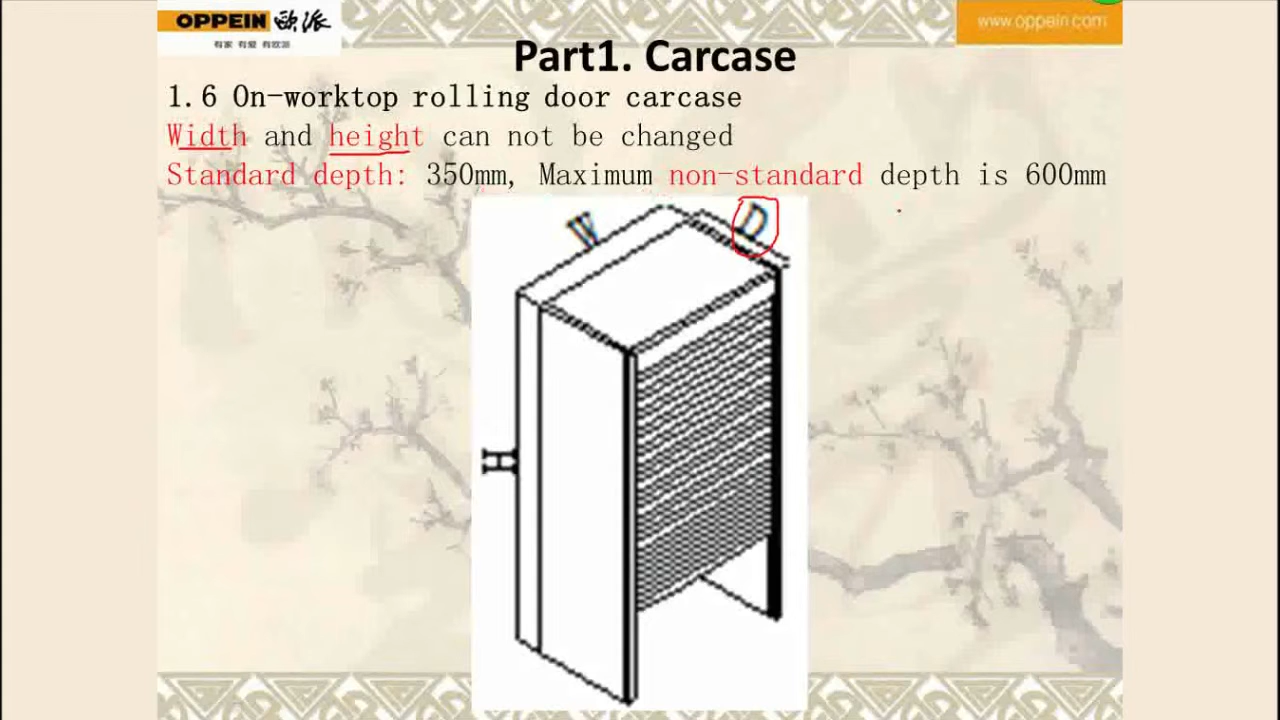 OPPEIN 欧派
有家 有爱 有欧派
www.oppein.com
Part1. Carcase
1.6 On-worktop rolling door carcase
Width and height can not be changed
Standard depth: 350mm, Maximum non-standard depth is 600mm
W
D
H